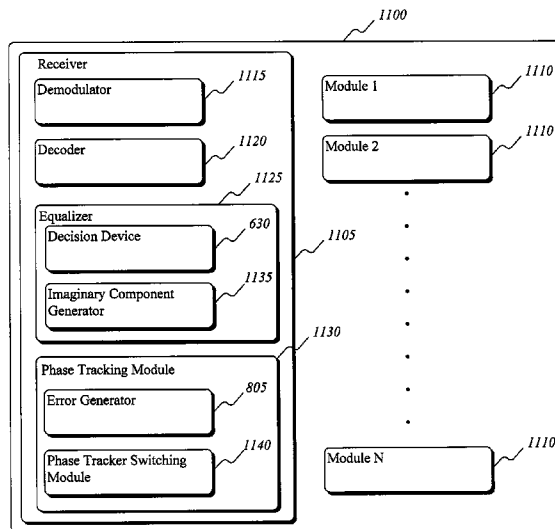 1100
Receiver
1115
Demodulator
1120
Decoder
1125
Equalizer
Decision Device
630
1105
1135
Imaginary Component
Generator
1130
Phase Tracking Module
805
Error Generator
1140
Phase Tracker Switching
Module
1110
Module 1
1110
Module 2
1110
Module N